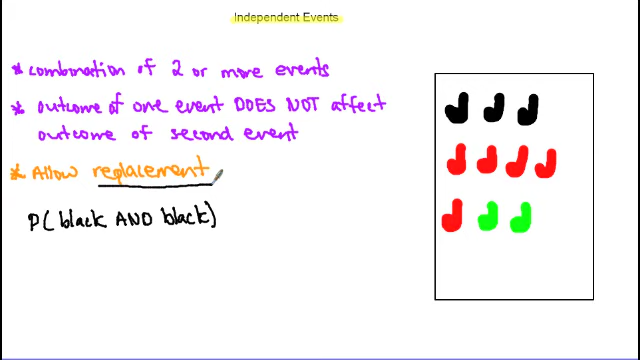 Independent Events
* combination of 2 or more events
* outcome of one event DOES NOT affect
outcome of second event
* Allow replacement
P(black AND black)